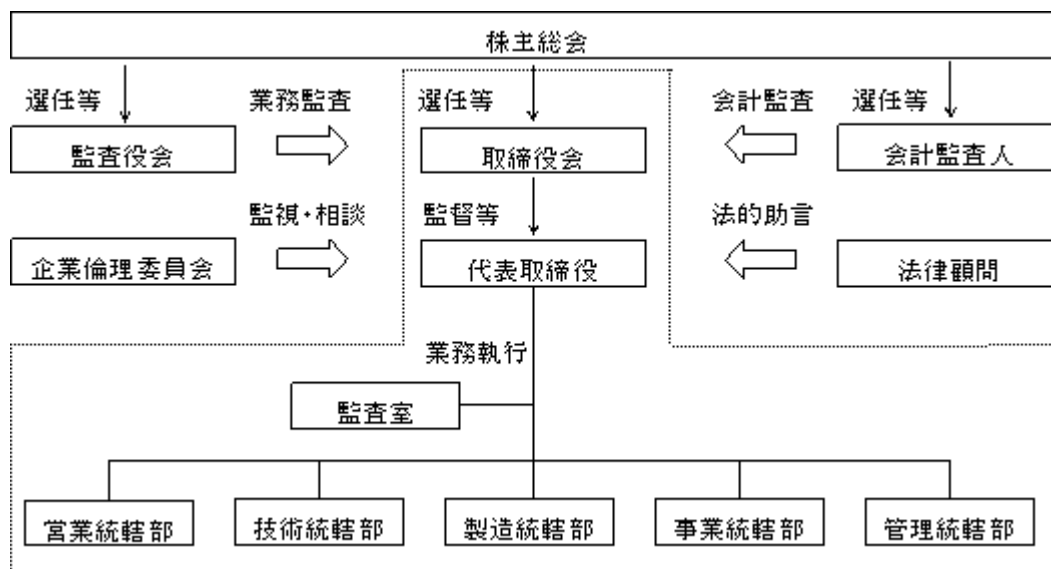 株主総会
選任等
業務監査
選任等
会計監査
選任等
監査役会
取締役会
会計監査人
監視・相談
監督等
法的助言
企業倫理委員会
代表取締役
法律顧問
業務執行
監査室
営業統轄部
技術統轄部
製造統轄部
事業統轄部
管理統轄部